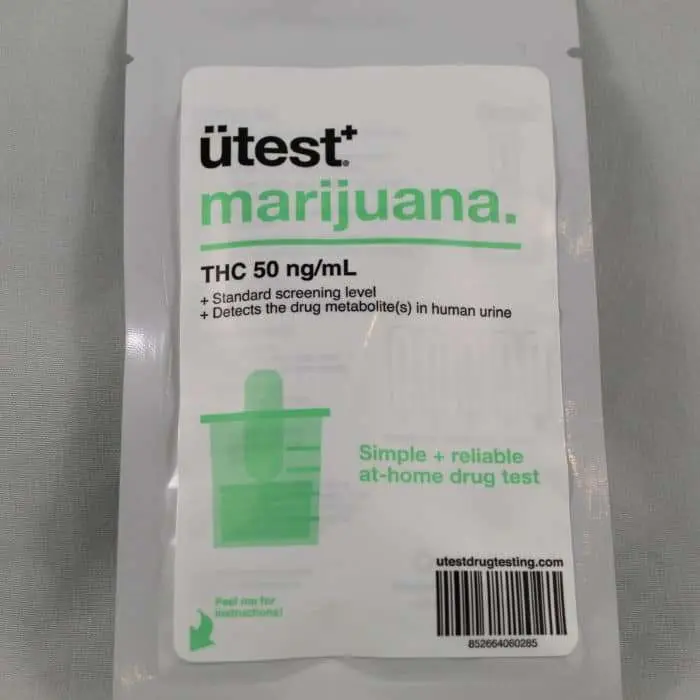 ütest+®
marijuana.
THC 50 ng/mL
+ Standard screening level
+ Detects the drug metabolite(s) in human urine
Simple + reliable
at-home drug test
utestdrugtesting.com
Peel me for
instructions!
852664060285